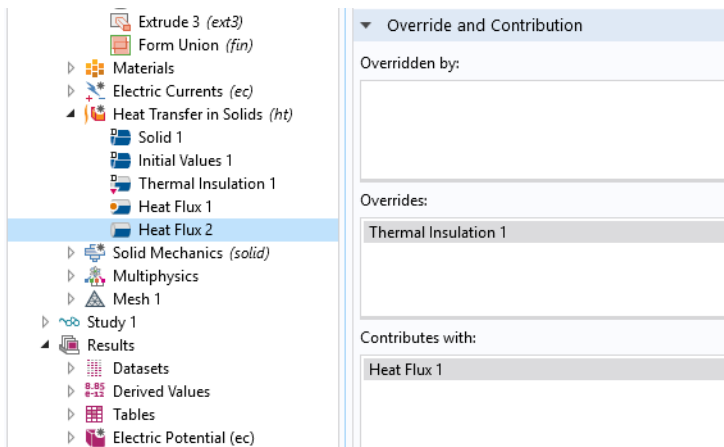 Extrude 3 (ext3)
Form Union (fin)
Materials
Electric Currents (ec)
Heat Transfer in Solids (ht)
Solid 1
Initial Values 1
Thermal Insulation 1
Heat Flux 1
Heat Flux 2
Solid Mechanics (solid)
Multiphysics
Mesh 1
Study 1
Results
Datasets
8.85
e-12
Derived Values
Tables
Electric Potential (ec)
Override and Contribution
Overridden by:
Overrides:
Thermal Insulation 1
Contributes with:
Heat Flux 1